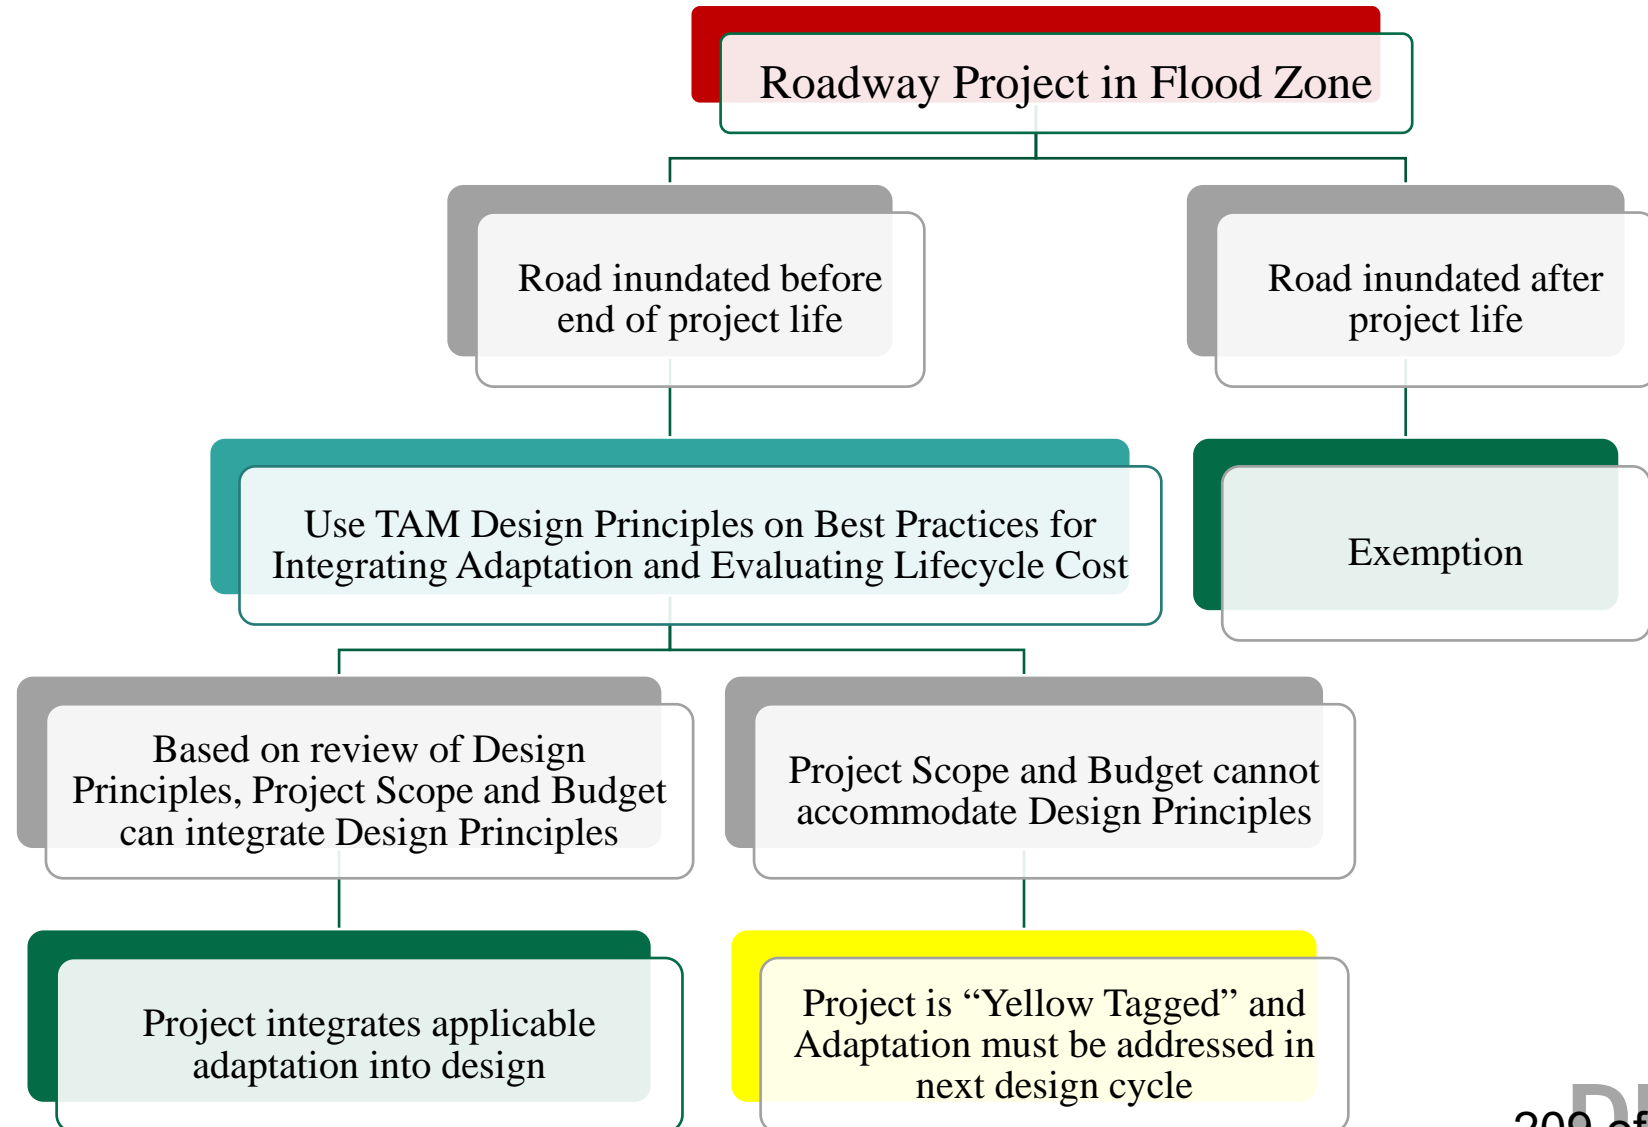 Roadway Project in Flood Zone
Road inundated before
end of project life
Road inundated after
project life
Use TAM Design Principles on Best Practices for
Integrating Adaptation and Evaluating Lifecycle Cost
Exemption
Based on review of Design
Principles, Project Scope and Budget
can integrate Design Principles
Project Scope and Budget cannot
accommodate Design Principles
Project integrates applicable
adaptation into design
Project is “Yellow Tagged” and
Adaptation must be addressed in
next design cycle
209 of